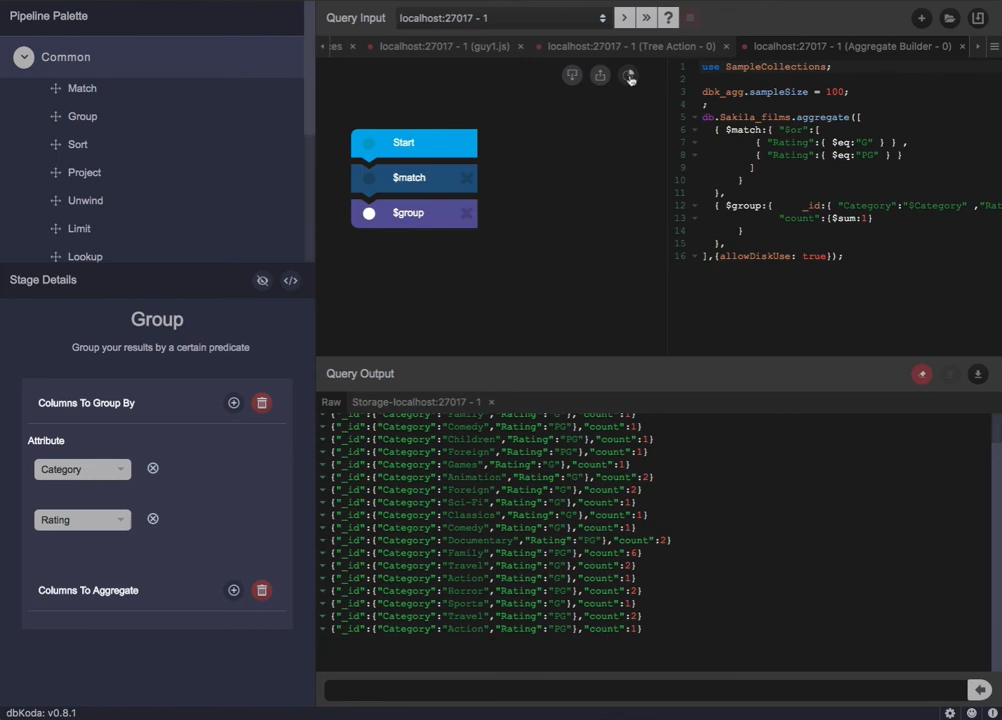 Pipeline Palette
Common
Match
Group
Sort
Project
Unwind
Limit
Lookup
Stage Details
</>
Group
Group your results by a certain predicate
Columns To Group By
Attribute
Category
Rating
Columns To Aggregate
dbKoda: v0.8.1
Query Input
localhost:27017 - 1
?
es
localhost:27017 - 1 (guy1.js)
localhost:27017 - 1 (Tree Action - 0)
localhost:27017 - 1 (Aggregate Builder - 0)
Start
$match
$group
1 use SampleCollections;
2
3 dbk_agg.sampleSize = 100;
4 ;
5 db.Sakila_films.aggregate([
6 { $match:{ "$or":[
7 { "Rating":{ $eq:"G" } } ,
8 { "Rating":{ $eq:"PG" } }
9 ]
10 }
11 },
12 { $group:{ _id:{ "Category":"$Category" ,"Rat
13 "count":{$sum:1}
14 }
15 },
16 ],{allowDiskUse: true});
Query Output
Raw
Storage-localhost:27017 - 1
{"_id":{"Category":"Family","Rating":"G"},"count":1}
{"_id":{"Category":"Comedy","Rating":"PG"},"count":1}
{"_id":{"Category":"Children","Rating":"PG"},"count":1}
{"_id":{"Category":"Foreign","Rating":"PG"},"count":1}
{"_id":{"Category":"Games","Rating":"G"},"count":1}
{"_id":{"Category":"Animation","Rating":"G"},"count":2}
{"_id":{"Category":"Foreign","Rating":"G"},"count":2}
{"_id":{"Category":"Sci-Fi","Rating":"G"},"count":1}
{"_id":{"Category":"Classics","Rating":"G"},"count":1}
{"_id":{"Category":"Comedy","Rating":"G"},"count":1}
{"_id":{"Category":"Documentary","Rating":"PG"},"count":2}
{"_id":{"Category":"Family","Rating":"PG"},"count":6}
{"_id":{"Category":"Travel","Rating":"G"},"count":2}
{"_id":{"Category":"Action","Rating":"G"},"count":1}
{"_id":{"Category":"Horror","Rating":"PG"},"count":2}
{"_id":{"Category":"Sports","Rating":"G"},"count":1}
{"_id":{"Category":"Travel","Rating":"PG"},"count":2}
{"_id":{"Category":"Action","Rating":"PG"},"count":1}